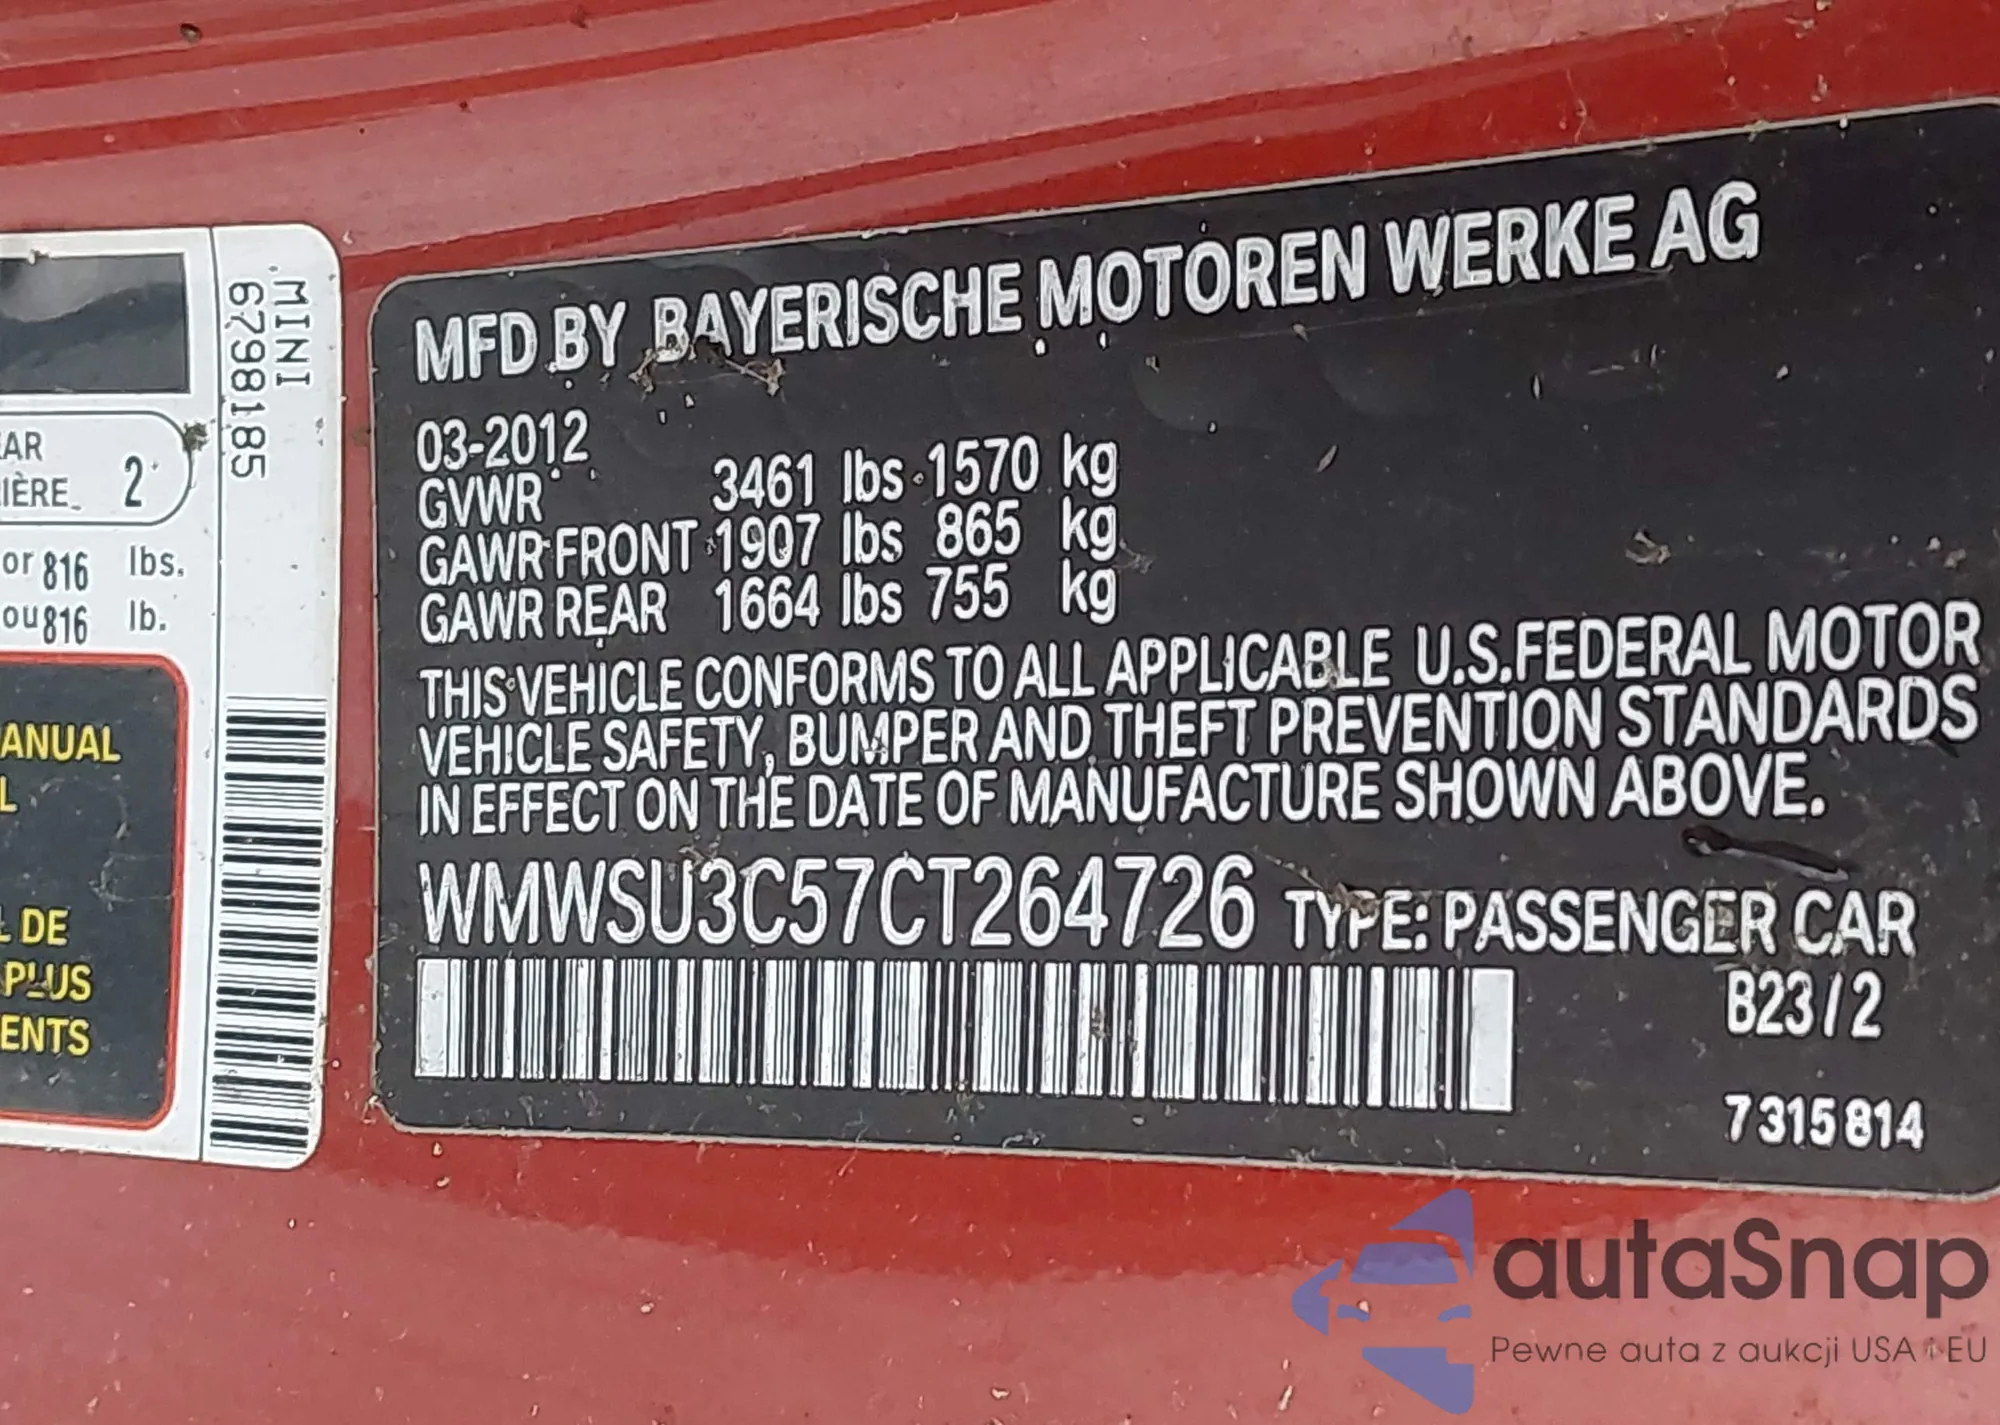 MINI
6798185
EAR
IÈRE 2
or 816 lbs.
ou 816 lb.
ANUAL
L
L DE
PLUS
ENTS
MFD BY BAYERISCHE MOTOREN WERKE AG
03-2012
GVWR 3461 lbs 1570 kg
GAWR FRONT 1907 lbs 865 kg
GAWR REAR 1664 lbs 755 kg
THIS VEHICLE CONFORMS TO ALL APPLICABLE U.S.FEDERAL MOTOR
VEHICLE SAFETY, BUMPER AND THEFT PREVENTION STANDARDS
IN EFFECT ON THE DATE OF MANUFACTURE SHOWN ABOVE.
WMWSU3C57CT264726 TYPE: PASSENGER CAR
B23/2
7315814
autaSnap
Pewne auta z aukcji USA i EU